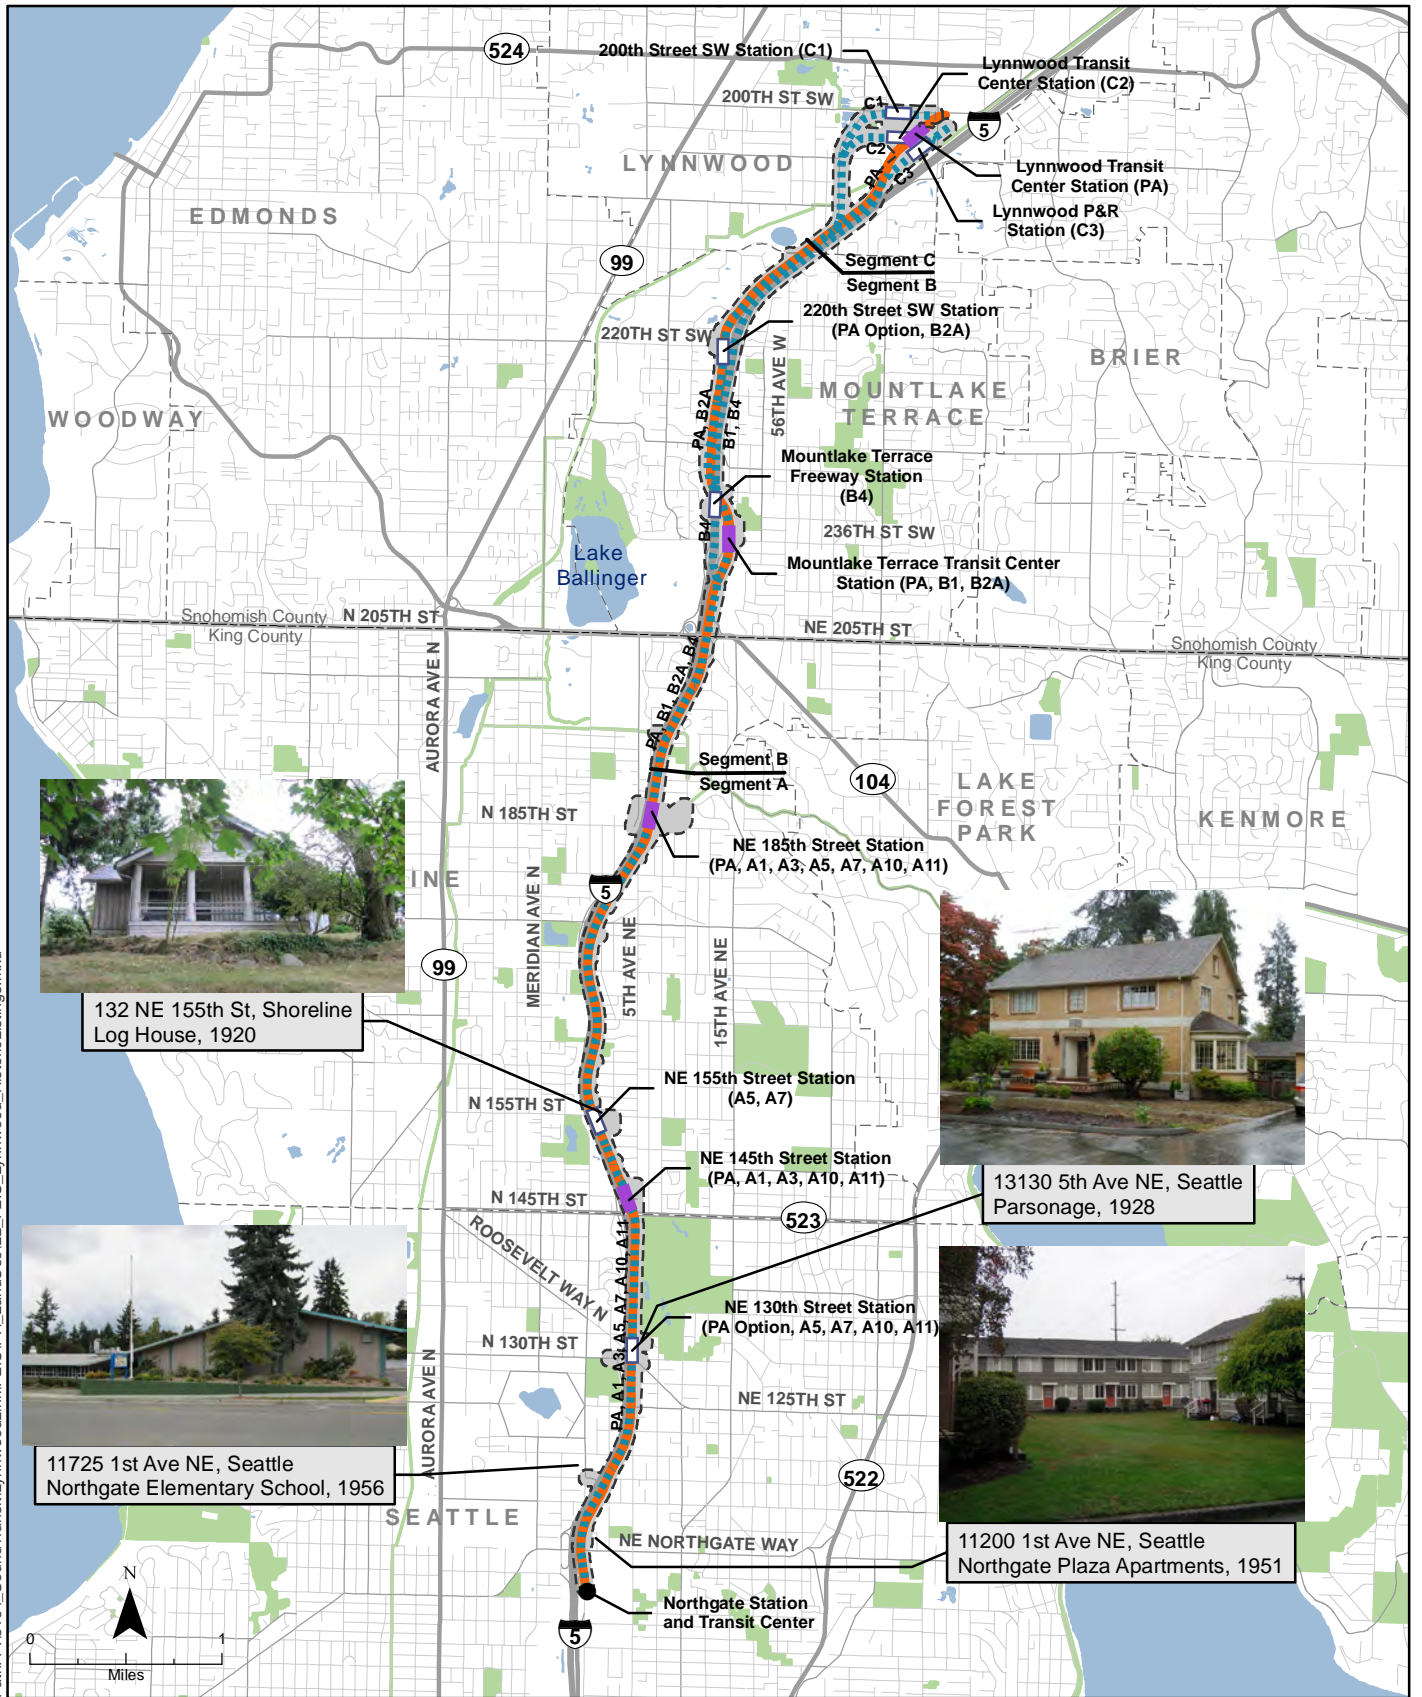 524
200th Street SW Station (C1)
Lynnwood Transit
Center Station (C2)
200TH ST SW
C1
5
C2
LYNNWOOD
PA
C3
Lynnwood Transit
Center Station (PA)
EDMONDS
Lynnwood P&R
Station (C3)
99
Segment C
Segment B
220th Street SW Station
(PA Option, B2A)
220TH ST SW
56TH AVE W
BRIER
MOUNTLAKE
TERRACE
WOODWAY
PA, B2A
B1, B4
Mountlake Terrace
Freeway Station
(B4)
B4
236TH ST SW
Lake
Ballinger
Mountlake Terrace Transit Center
Station (PA, B1, B2A)
Snohomish County
King County
N 205TH ST
NE 205TH ST
Snohomish County
King County
AURORA AVE N
PA, B1, B2A, B4
Segment B
Segment A
104
LAKE
FOREST
PARK
KENMORE
N 185TH ST
NE 185th Street Station
(PA, A1, A3, A5, A7, A10, A11)
INE
5
MERIDIAN AVE N
5TH AVE NE
15TH AVE NE
99
132 NE 155th St, Shoreline
Log House, 1920
NE 155th Street Station
(A5, A7)
N 155TH ST
NE 145th Street Station
(PA, A1, A3, A10, A11)
13130 5th Ave NE, Seattle
Parsonage, 1928
N 145TH ST
523
ROOSEVELT WAY N
PA, A1, A3, A5, A7, A10, A11
NE 130th Street Station
(PA Option, A5, A7, A10, A11)
N 130TH ST
NE 125TH ST
AURORA AVE N
11725 1st Ave NE, Seattle
Northgate Elementary School, 1956
522
SEATTLE
NE NORTHGATE WAY
11200 1st Ave NE, Seattle
Northgate Plaza Apartments, 1951
N
Northgate Station
and Transit Center
5
0 1
Miles